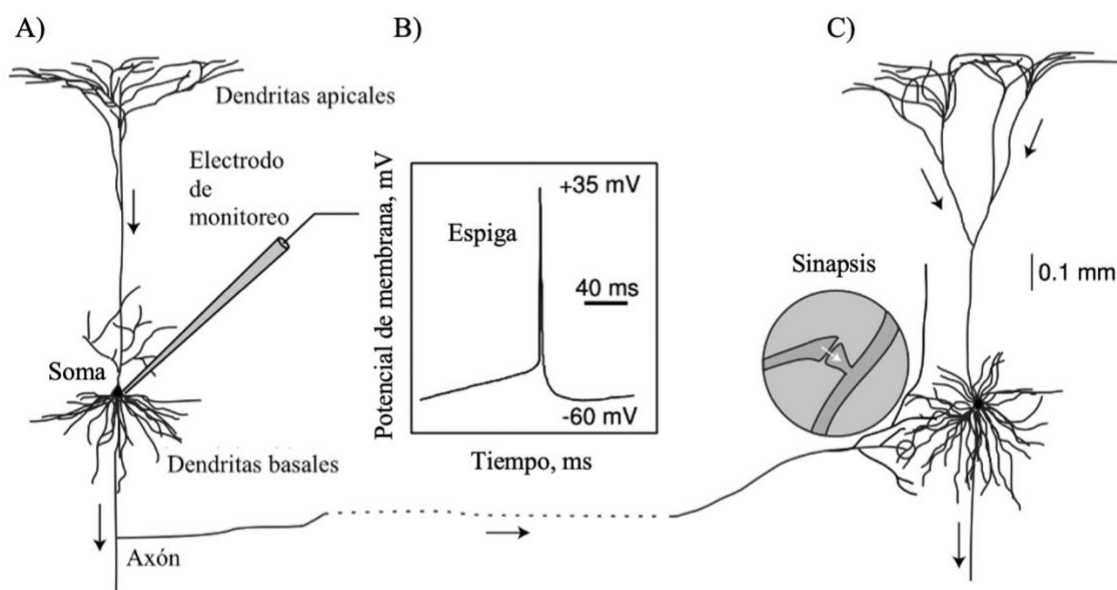 A)
Dendritas apicales
Electrodo
de
monitoreo
Soma
Dendritas basales
Axón
B)
Potencial de membrana, mV
+35 mV
Espiga
40 ms
-60 mV
Tiempo, ms
C)
Sinapsis
0.1 mm